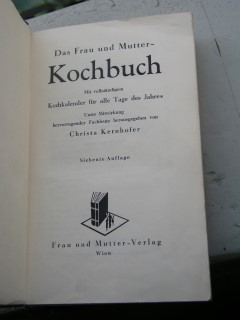 Das Frau und Mutter-
Kochbuch
Mit vollständigem
Kochkalender für alle Tage des Jahres
Unter Mitwirkung
hervorragender Fachleute herausgegeben von
Christa Kernhofer
Siebente Auflage
Frau und Mutter-Verlag
Wien